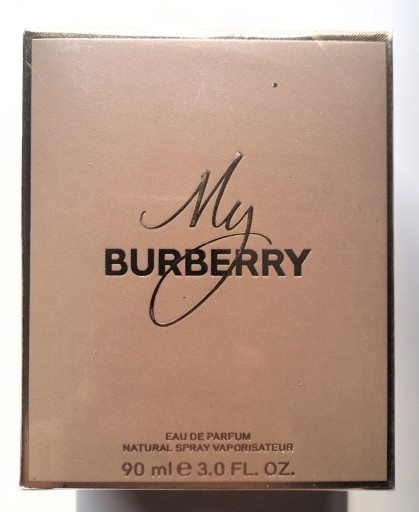 My
BURBERRY
EAU DE PARFUM
NATURAL SPRAY VAPORISATEUR
90 ml ℮ 3.0 FL. OZ.